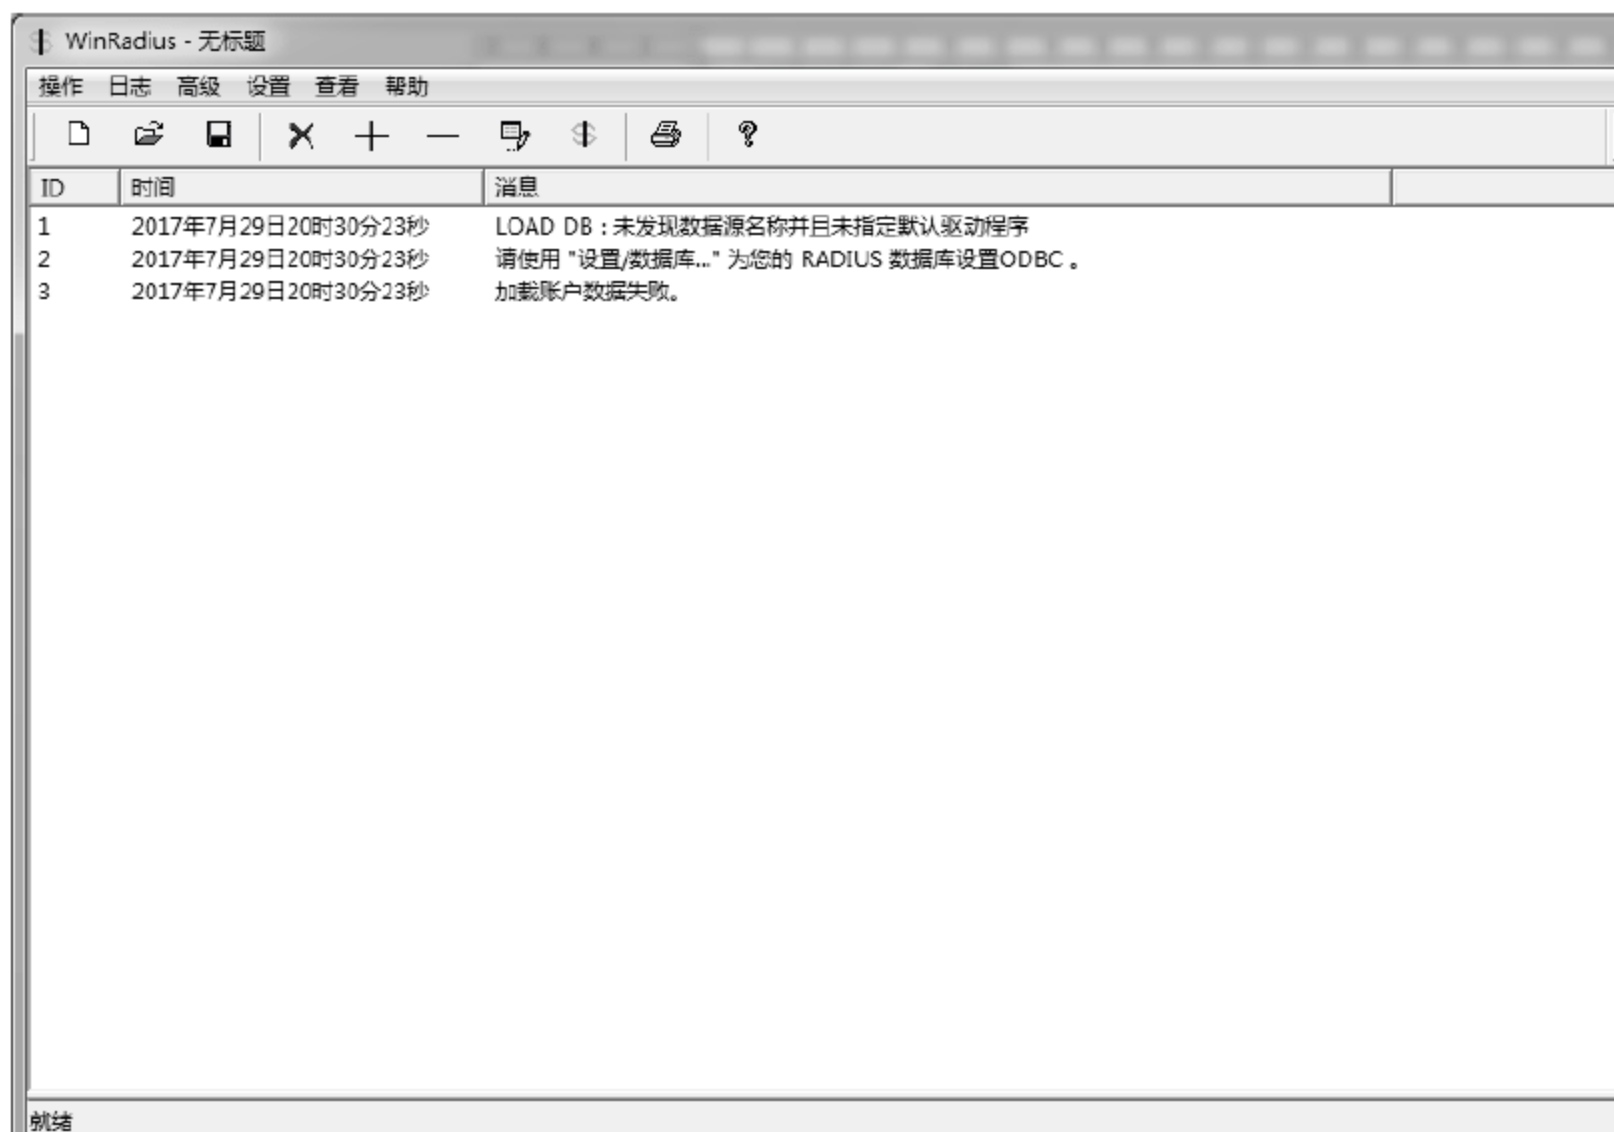 WinRadius - 无标题
操作 日志 高级 设置 查看 帮助
ID 时间 消息
1 2017年7月29日20时30分23秒 LOAD DB : 未发现数据源名称并且未指定默认驱动程序
2 2017年7月29日20时30分23秒 请使用 "设置/数据库..." 为您的 RADIUS 数据库设置ODBC 。
3 2017年7月29日20时30分23秒 加载账户数据失败。
就绪